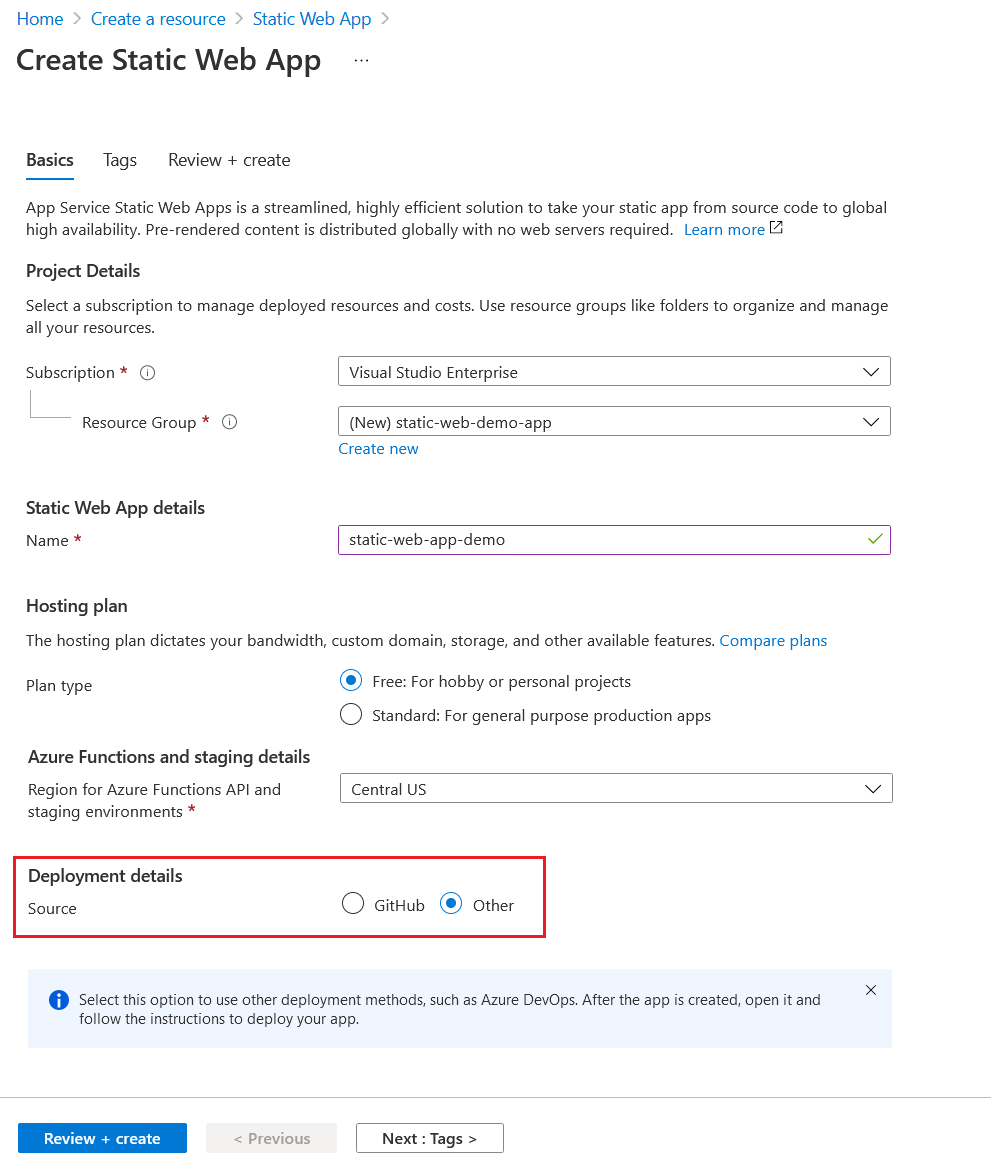 Home > Create a resource > Static Web App >
Create Static Web App ...
Basics Tags Review + create
App Service Static Web Apps is a streamlined, highly efficient solution to take your static app from source code to global
high availability. Pre-rendered content is distributed globally with no web servers required. Learn more
Project Details
Select a subscription to manage deployed resources and costs. Use resource groups like folders to organize and manage
all your resources.
Subscription * Visual Studio Enterprise
Resource Group * (New) static-web-demo-app
Create new
Static Web App details
Name * static-web-app-demo
Hosting plan
The hosting plan dictates your bandwidth, custom domain, storage, and other available features. Compare plans
Plan type Free: For hobby or personal projects
Standard: For general purpose production apps
Azure Functions and staging details
Region for Azure Functions API and Central US
staging environments *
Deployment details
Source GitHub Other
Select this option to use other deployment methods, such as Azure DevOps. After the app is created, open it and
follow the instructions to deploy your app.
Review + create < Previous Next : Tags >